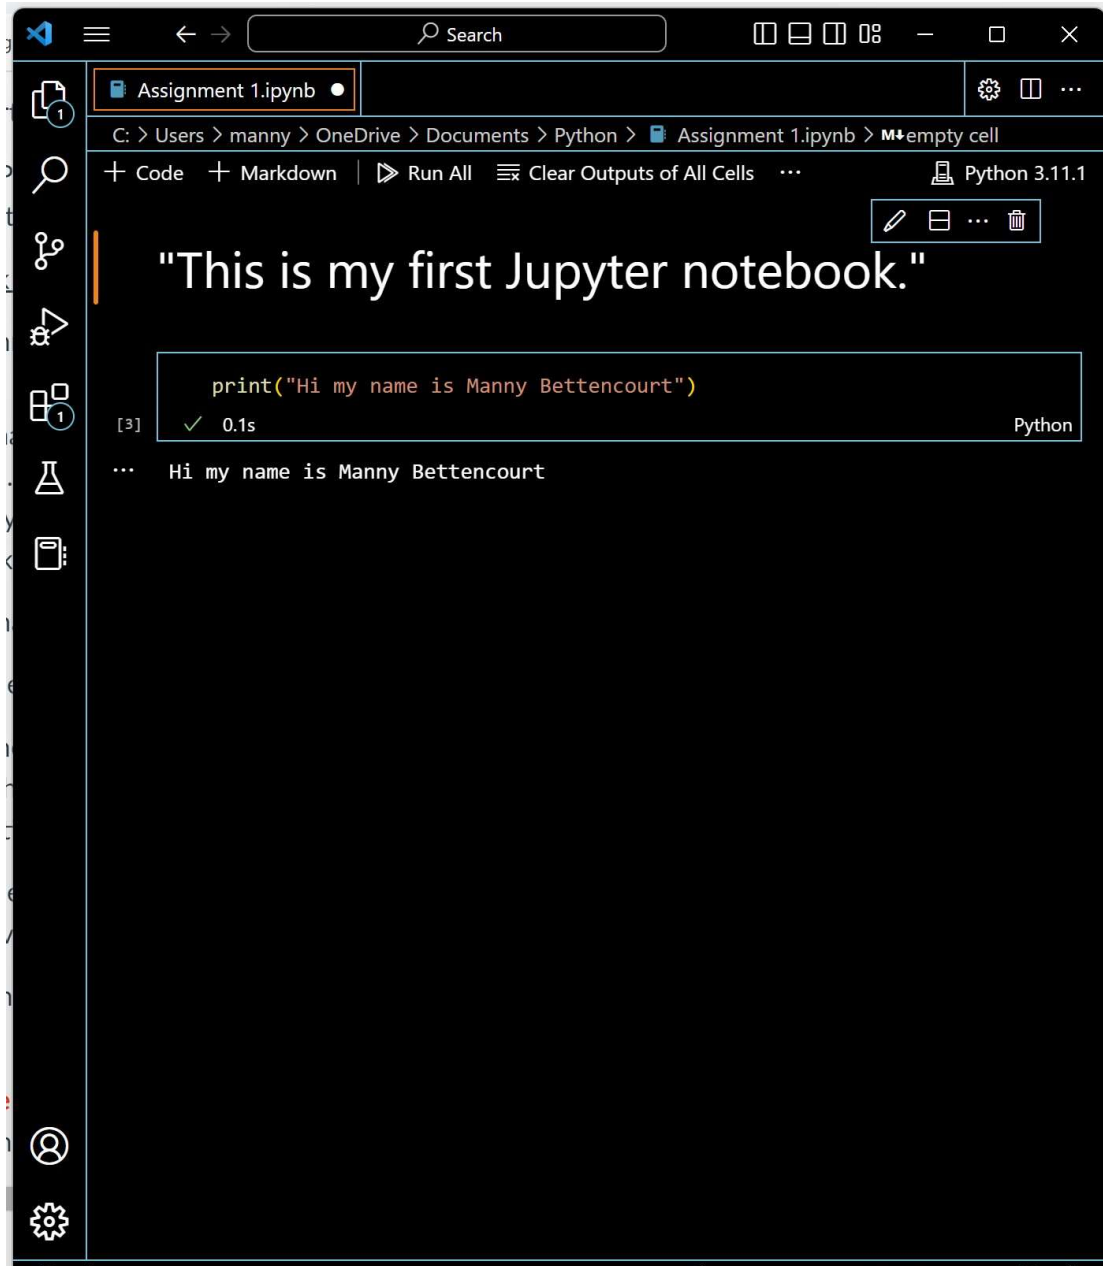 Search
Assignment 1.ipynb
1
C: > Users > manny > OneDrive > Documents > Python > Assignment 1.ipynb > M↓empty cell
+ Code + Markdown Run All Clear Outputs of All Cells ... Python 3.11.1
...
"This is my first Jupyter notebook."
print("Hi my name is Manny Bettencourt")
1
[3] ✓ 0.1s Python
... Hi my name is Manny Bettencourt